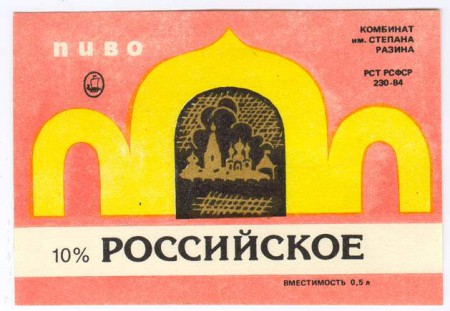 пиво
КОМБИНАТ
им. СТЕПАНА
РАЗИНА
РСТ РСФСР
230-84
10% РОССИЙСКОЕ
ВМЕСТИМОСТЬ 0,5 л